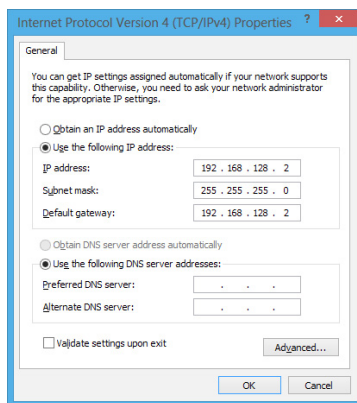 Internet Protocol Version 4 (TCP/IPv4) Properties ? ×
General
You can get IP settings assigned automatically if your network supports
this capability. Otherwise, you need to ask your network administrator
for the appropriate IP settings.
Obtain an IP address automatically
Use the following IP address:
IP address: 192 . 168 . 128 . 2
Subnet mask: 255 . 255 . 255 . 0
Default gateway: 192 . 168 . 128 . 2
Obtain DNS server address automatically
Use the following DNS server addresses:
Preferred DNS server: . . .
Alternate DNS server: . . .
Validate settings upon exit Advanced...
OK Cancel